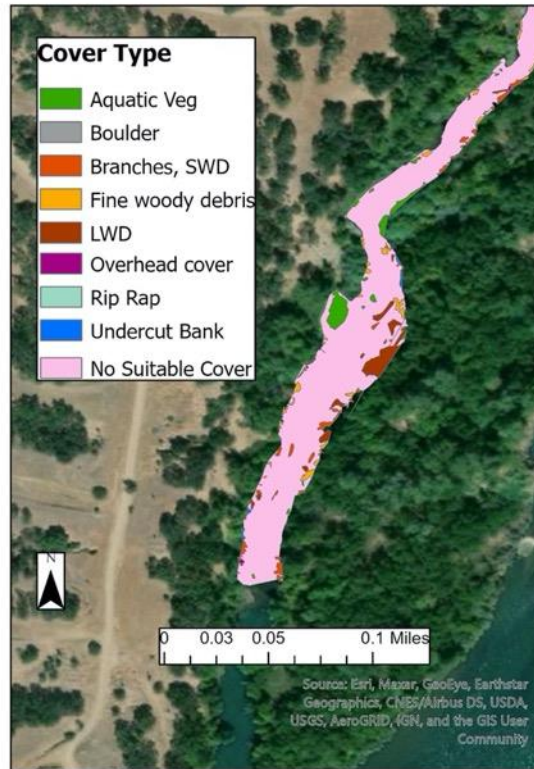 Cover Type
Aquatic Veg
Boulder
Branches, SWD
Fine woody debris
LWD
Overhead cover
Rip Rap
Undercut Bank
No Suitable Cover
N
0 0.03 0.05 0.1 Miles
Source: Esri, Maxar, GeoEye, Earthstar
Geographics, CNES/Airbus DS, USDA,
USGS, AeroGRID, IGN, and the GIS User
Community